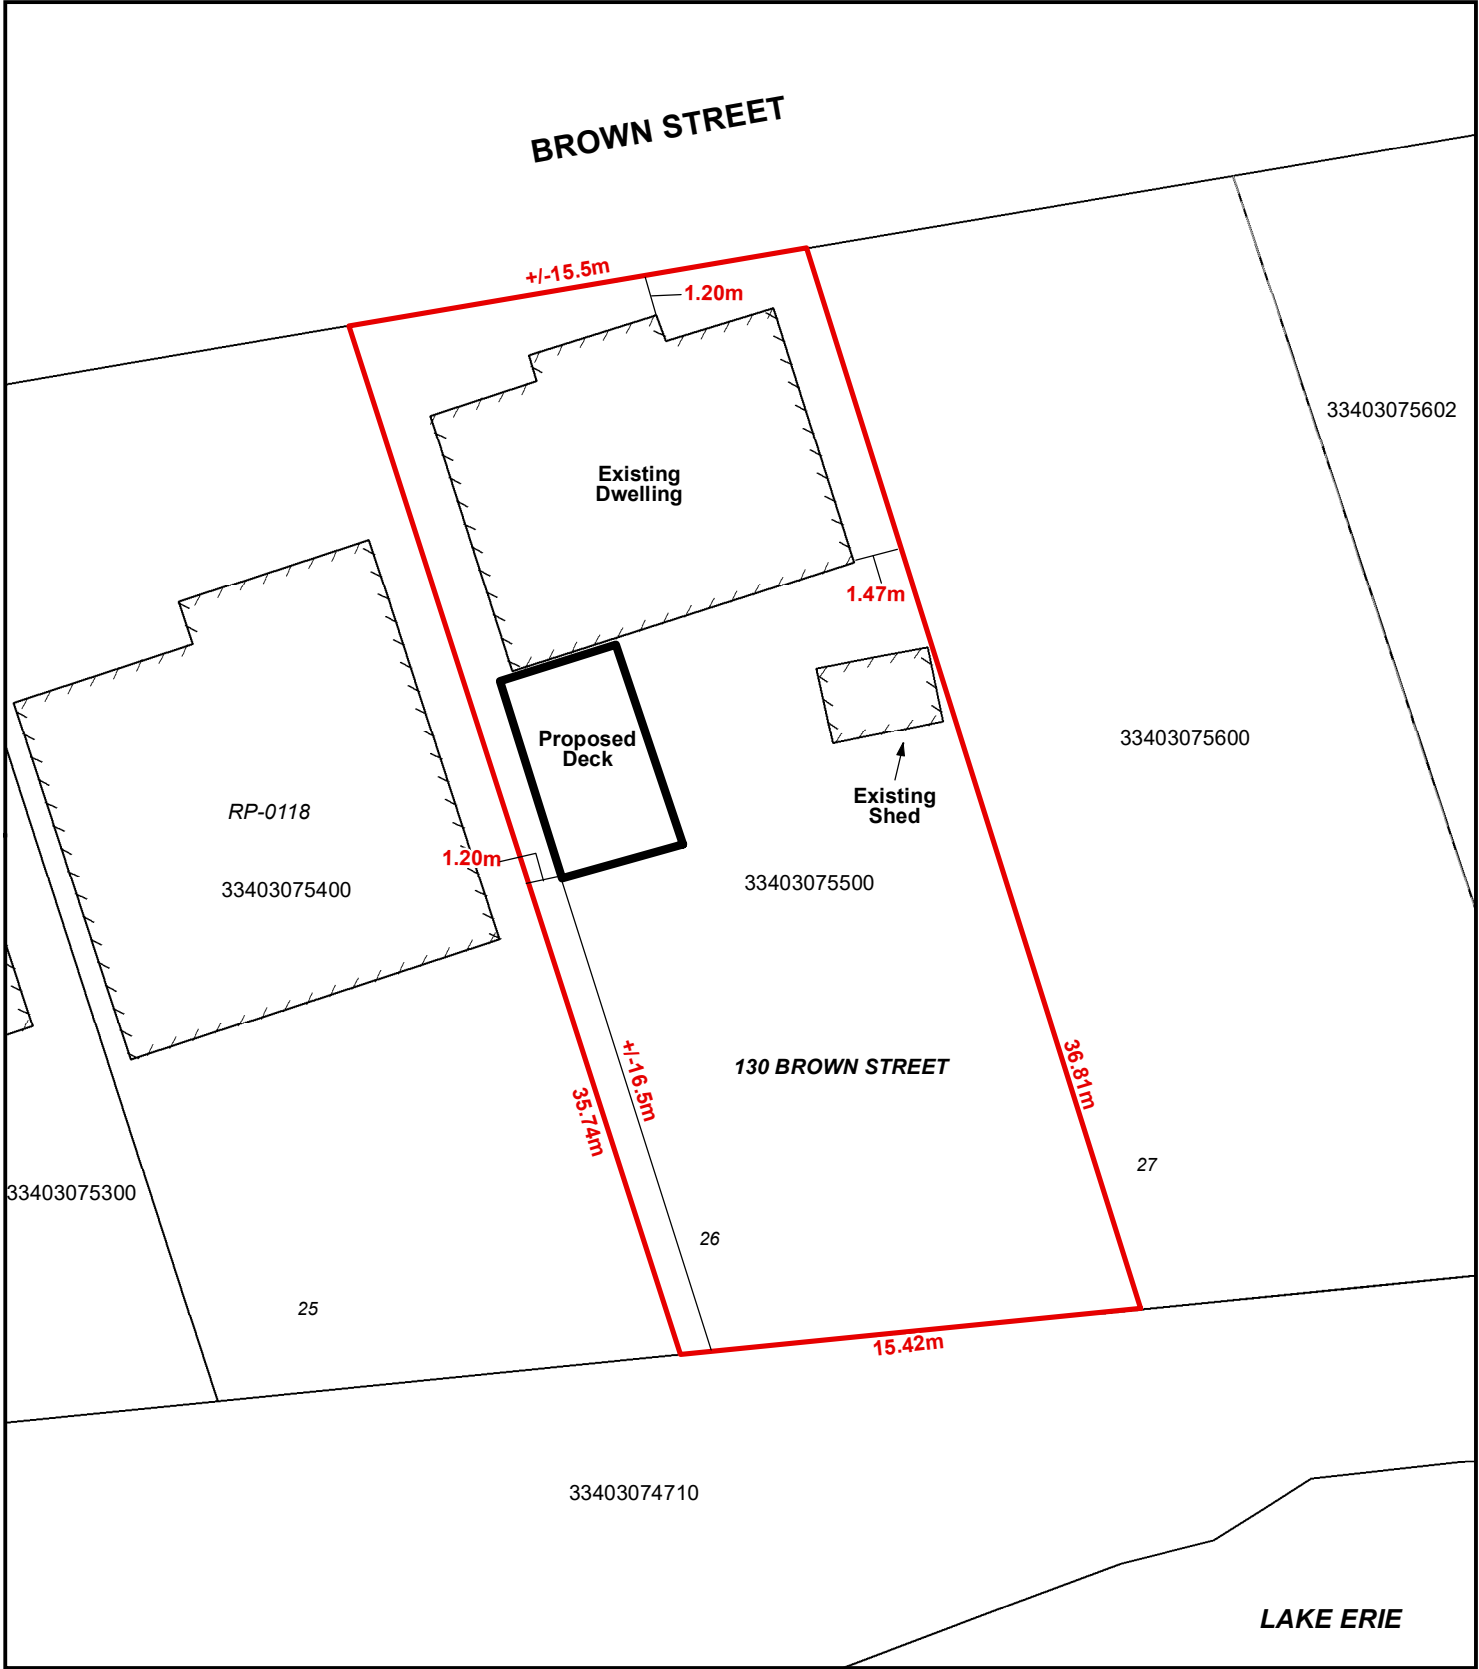 BROWN STREET
+/-15.5m
1.20m
33403075602
Existing
Dwelling
1.47m
Proposed
Deck
33403075600
Existing
Shed
RP-0118
1.20m
33403075400
33403075500
+/-16.5m
130 BROWN STREET
36.81m
35.74m
27
33403075300
26
25
15.42m
33403074710
LAKE ERIE